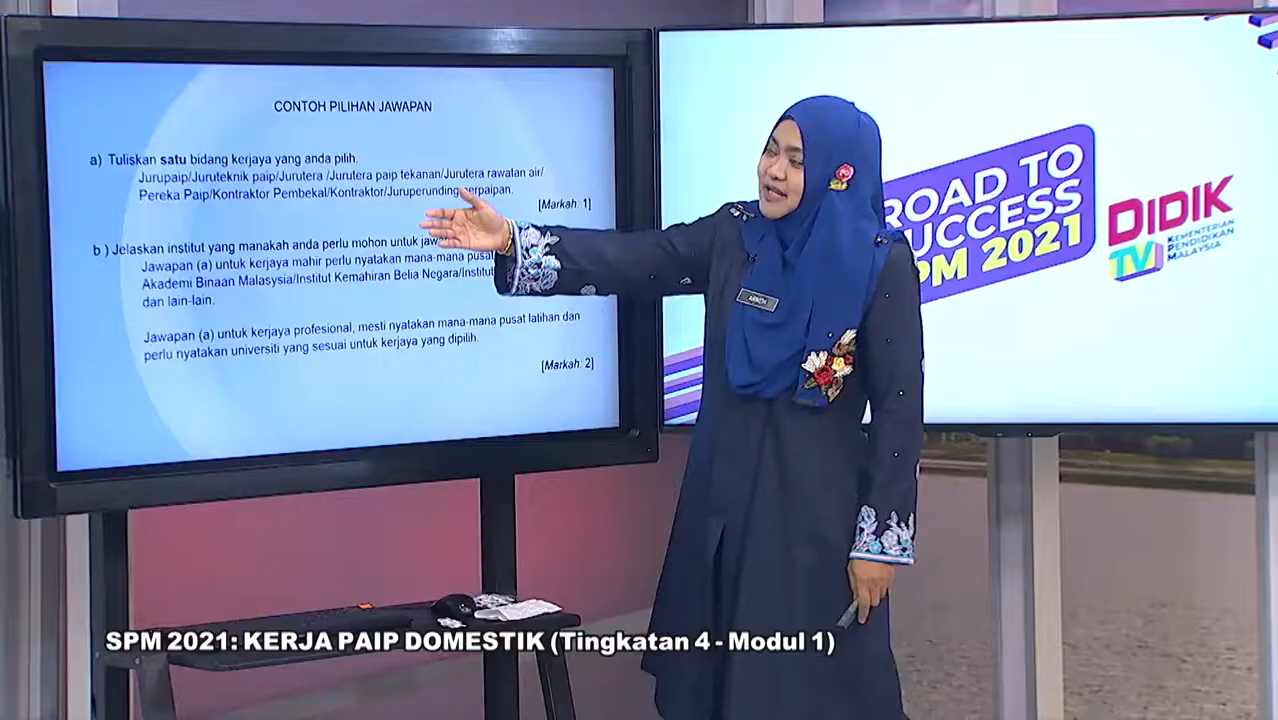 CONTOH PILIHAN JAWAPAN
a) Tuliskan satu bidang kerjaya yang anda pilih.
Jurupaip/Juruteknik paip/Jurutera /Jurutera paip tekanan/Jurutera rawatan air/
Pereka Paip/Kontraktor Pembekal/Kontraktor/Juruperunding perpaipan.
[Markah: 1]
b ) Jelaskan institut yang manakah anda perlu mohon untuk
Jawapan (a) untuk kerjaya mahir perlu nyatakan mana-mana pusat
Akademi Binaan Malasysia/Institut Kemahiran Belia Negara/Institut
dan lain-lain.
Jawapan (a) untuk kerjaya profesional, mesti nyatakan mana-mana pusat latihan dan
perlu nyatakan universiti yang sesuai untuk kerjaya yang dipilih.
[Markah: 2]
ROAD TO
SUCCESS
SPM 2021
DIDIK
TV
KEMENTERIAN
PENDIDIKAN
MALAYSIA
SPM 2021: KERJA PAIP DOMESTIK (Tingkatan 4 - Modul 1)